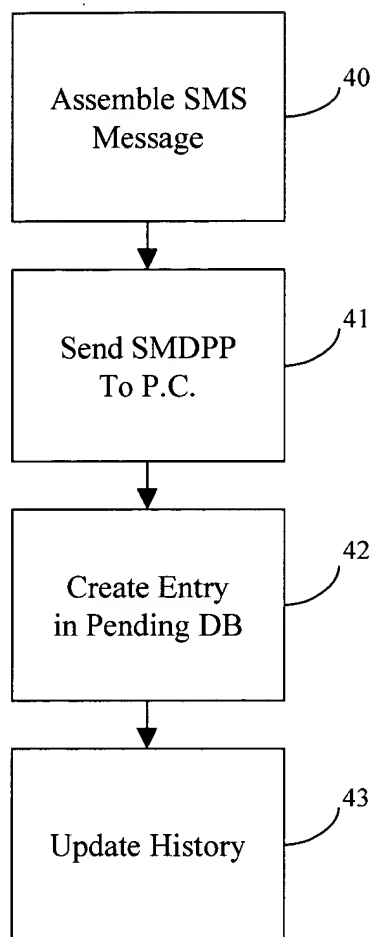 Assemble SMS
Message
40
Send SMDPP
To P.C.
41
Create Entry
in Pending DB
42
Update History
43